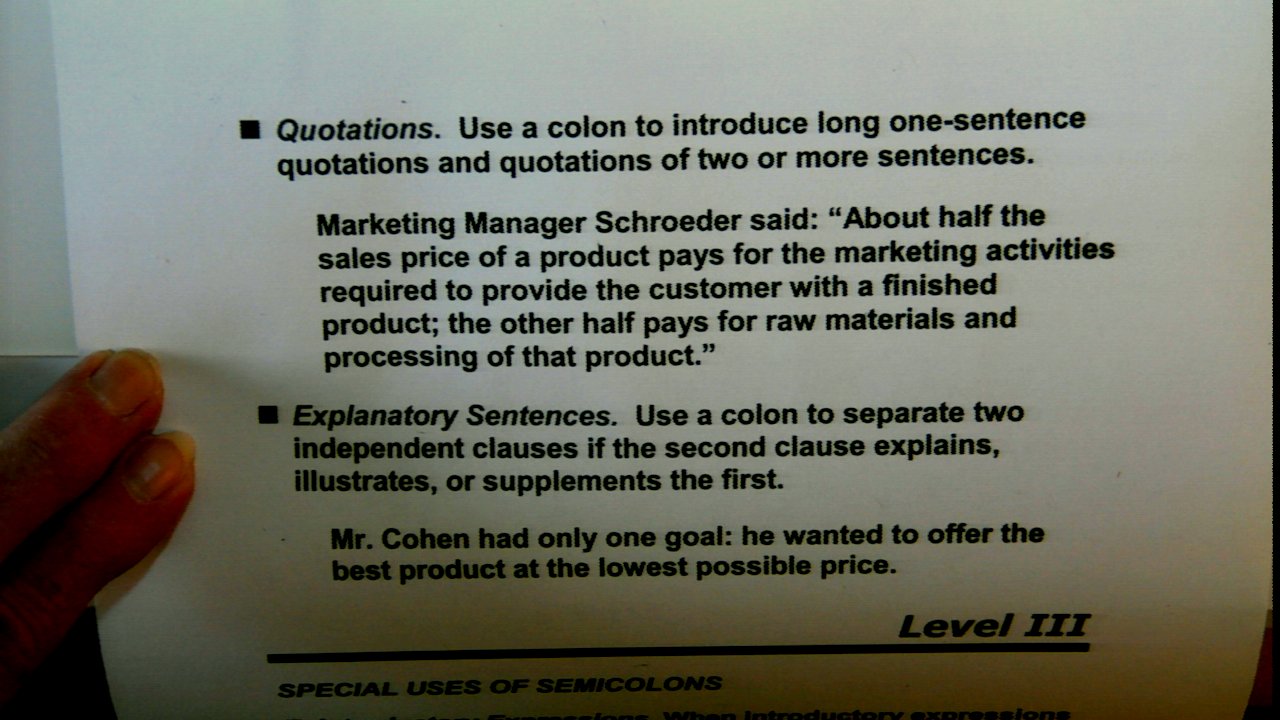 ■ Quotations. Use a colon to introduce long one-sentence
quotations and quotations of two or more sentences.
Marketing Manager Schroeder said: “About half the
sales price of a product pays for the marketing activities
required to provide the customer with a finished
product; the other half pays for raw materials and
processing of that product.”
■ Explanatory Sentences. Use a colon to separate two
independent clauses if the second clause explains,
illustrates, or supplements the first.
Mr. Cohen had only one goal: he wanted to offer the
best product at the lowest possible price.
Level III
SPECIAL USES OF SEMICOLONS
Expressions. When introductory expressions